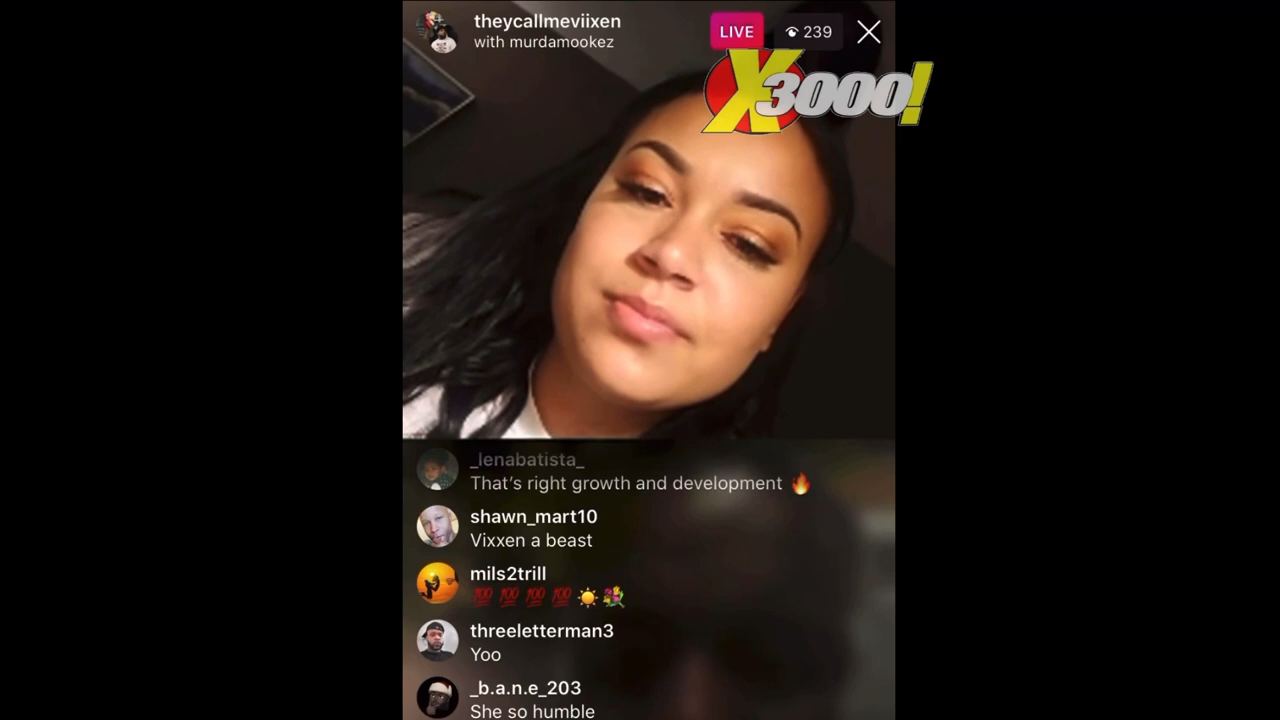 theycallmeviixen
with murdamookez
LIVE
239
X3000!
_lenabatista_
That's right growth and development 🔥
shawn_mart10
Vixxen a beast
mils2trill
💯 💯 💯 💯 ☀️ 💐
threeletterman3
Yoo
_b.a.n.e_203
She so humble